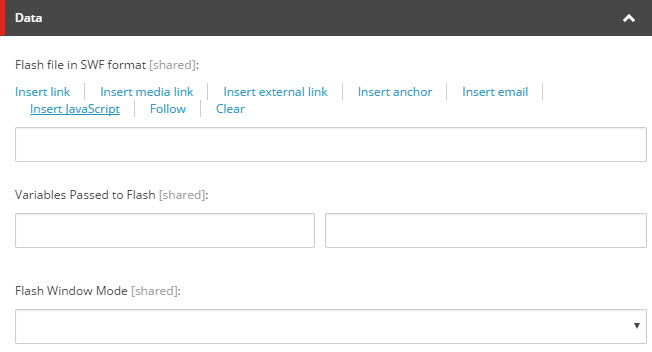 Data
Flash file in SWF format [shared]:
Insert link Insert media link Insert external link Insert anchor Insert email
Insert JavaScript Follow Clear
Variables Passed to Flash [shared]:
Flash Window Mode [shared]: